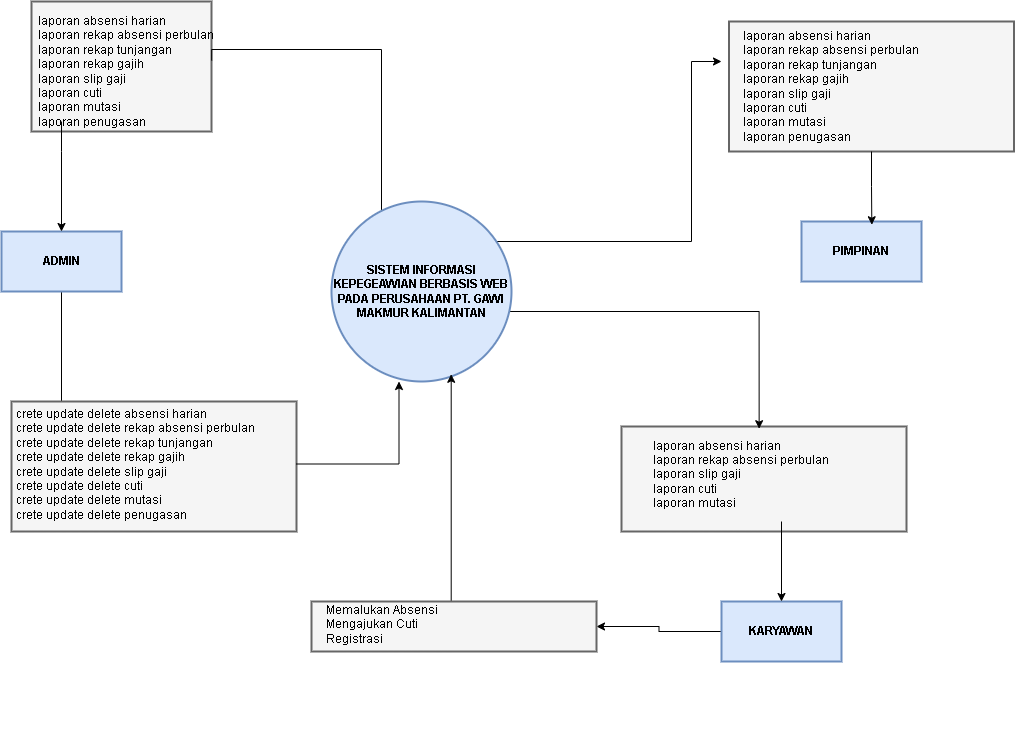 laporan absensi harian
laporan rekap absensi perbulan
laporan rekap tunjangan
laporan rekap gajih
laporan slip gaji
laporan cuti
laporan mutasi
laporan penugasan
laporan absensi harian
laporan rekap absensi perbulan
laporan rekap tunjangan
laporan rekap gajih
laporan slip gaji
laporan cuti
laporan mutasi
laporan penugasan
ADMIN
PIMPINAN
SISTEM INFORMASI
KEPEGEAWIAN BERBASIS WEB
PADA PERUSAHAAN PT. GAWI
MAKMUR KALIMANTAN
crete update delete absensi harian
crete update delete rekap absensi perbulan
crete update delete rekap tunjangan
crete update delete rekap gajih
crete update delete slip gaji
crete update delete cuti
crete update delete mutasi
crete update delete penugasan
laporan absensi harian
laporan rekap absensi perbulan
laporan slip gaji
laporan cuti
laporan mutasi
Memalukan Absensi
Mengajukan Cuti
Registrasi
KARYAWAN